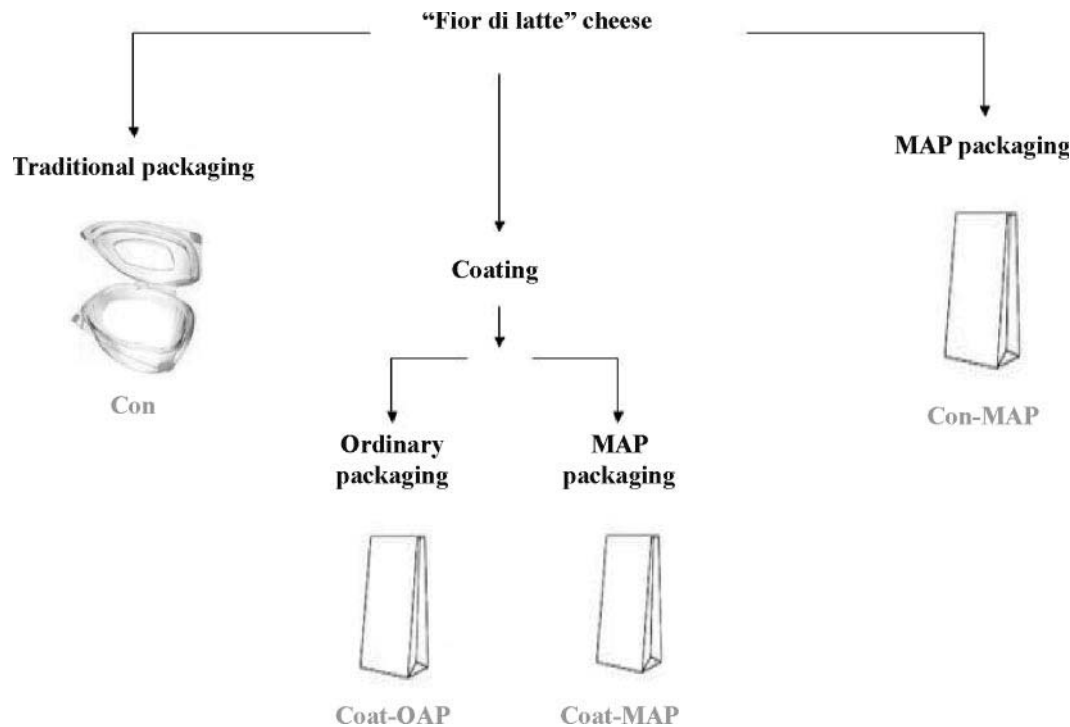 “Fior di latte” cheese
Traditional packaging
MAP packaging
Con
Coating
Con-MAP
Ordinary
packaging
MAP
packaging
Coat-OAP
Coat-MAP